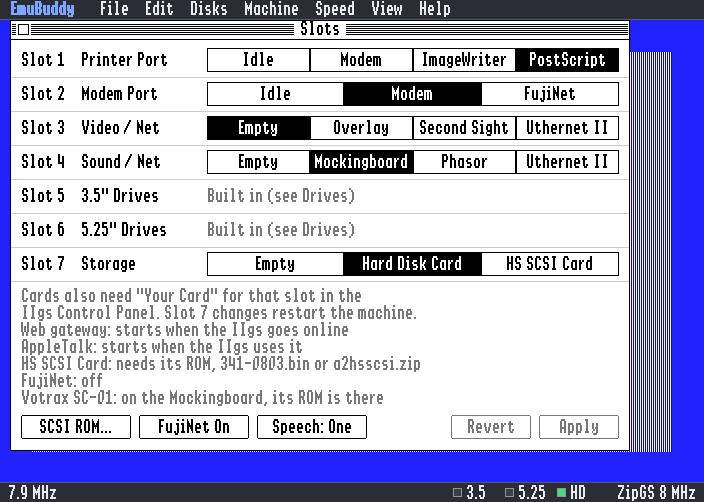 EmuBuddy File Edit Disks Machine Speed View Help
Slots
Slot 1 Printer Port Idle Modem ImageWriter PostScript
Slot 2 Modem Port Idle Modem FujiNet
Slot 3 Video / Net Empty Overlay Second Sight Uthernet II
Slot 4 Sound / Net Empty Mockingboard Phasor Uthernet II
Slot 5 3.5" Drives Built in (see Drives)
Slot 6 5.25" Drives Built in (see Drives)
Slot 7 Storage Empty Hard Disk Card HS SCSI Card
Cards also need "Your Card" for that slot in the
IIgs Control Panel. Slot 7 changes restart the machine.
Web gateway: starts when the IIgs goes online
AppleTalk: starts when the IIgs uses it
HS SCSI Card: needs its ROM, 341-0803.bin or a2hsscsi.zip
FujiNet: off
Votrax SC-01: on the Mockingboard, its ROM is there
SCSI ROM... FujiNet On Speech: One Revert Apply
7.9 MHz 3.5 5.25 HD ZipGS 8 MHz